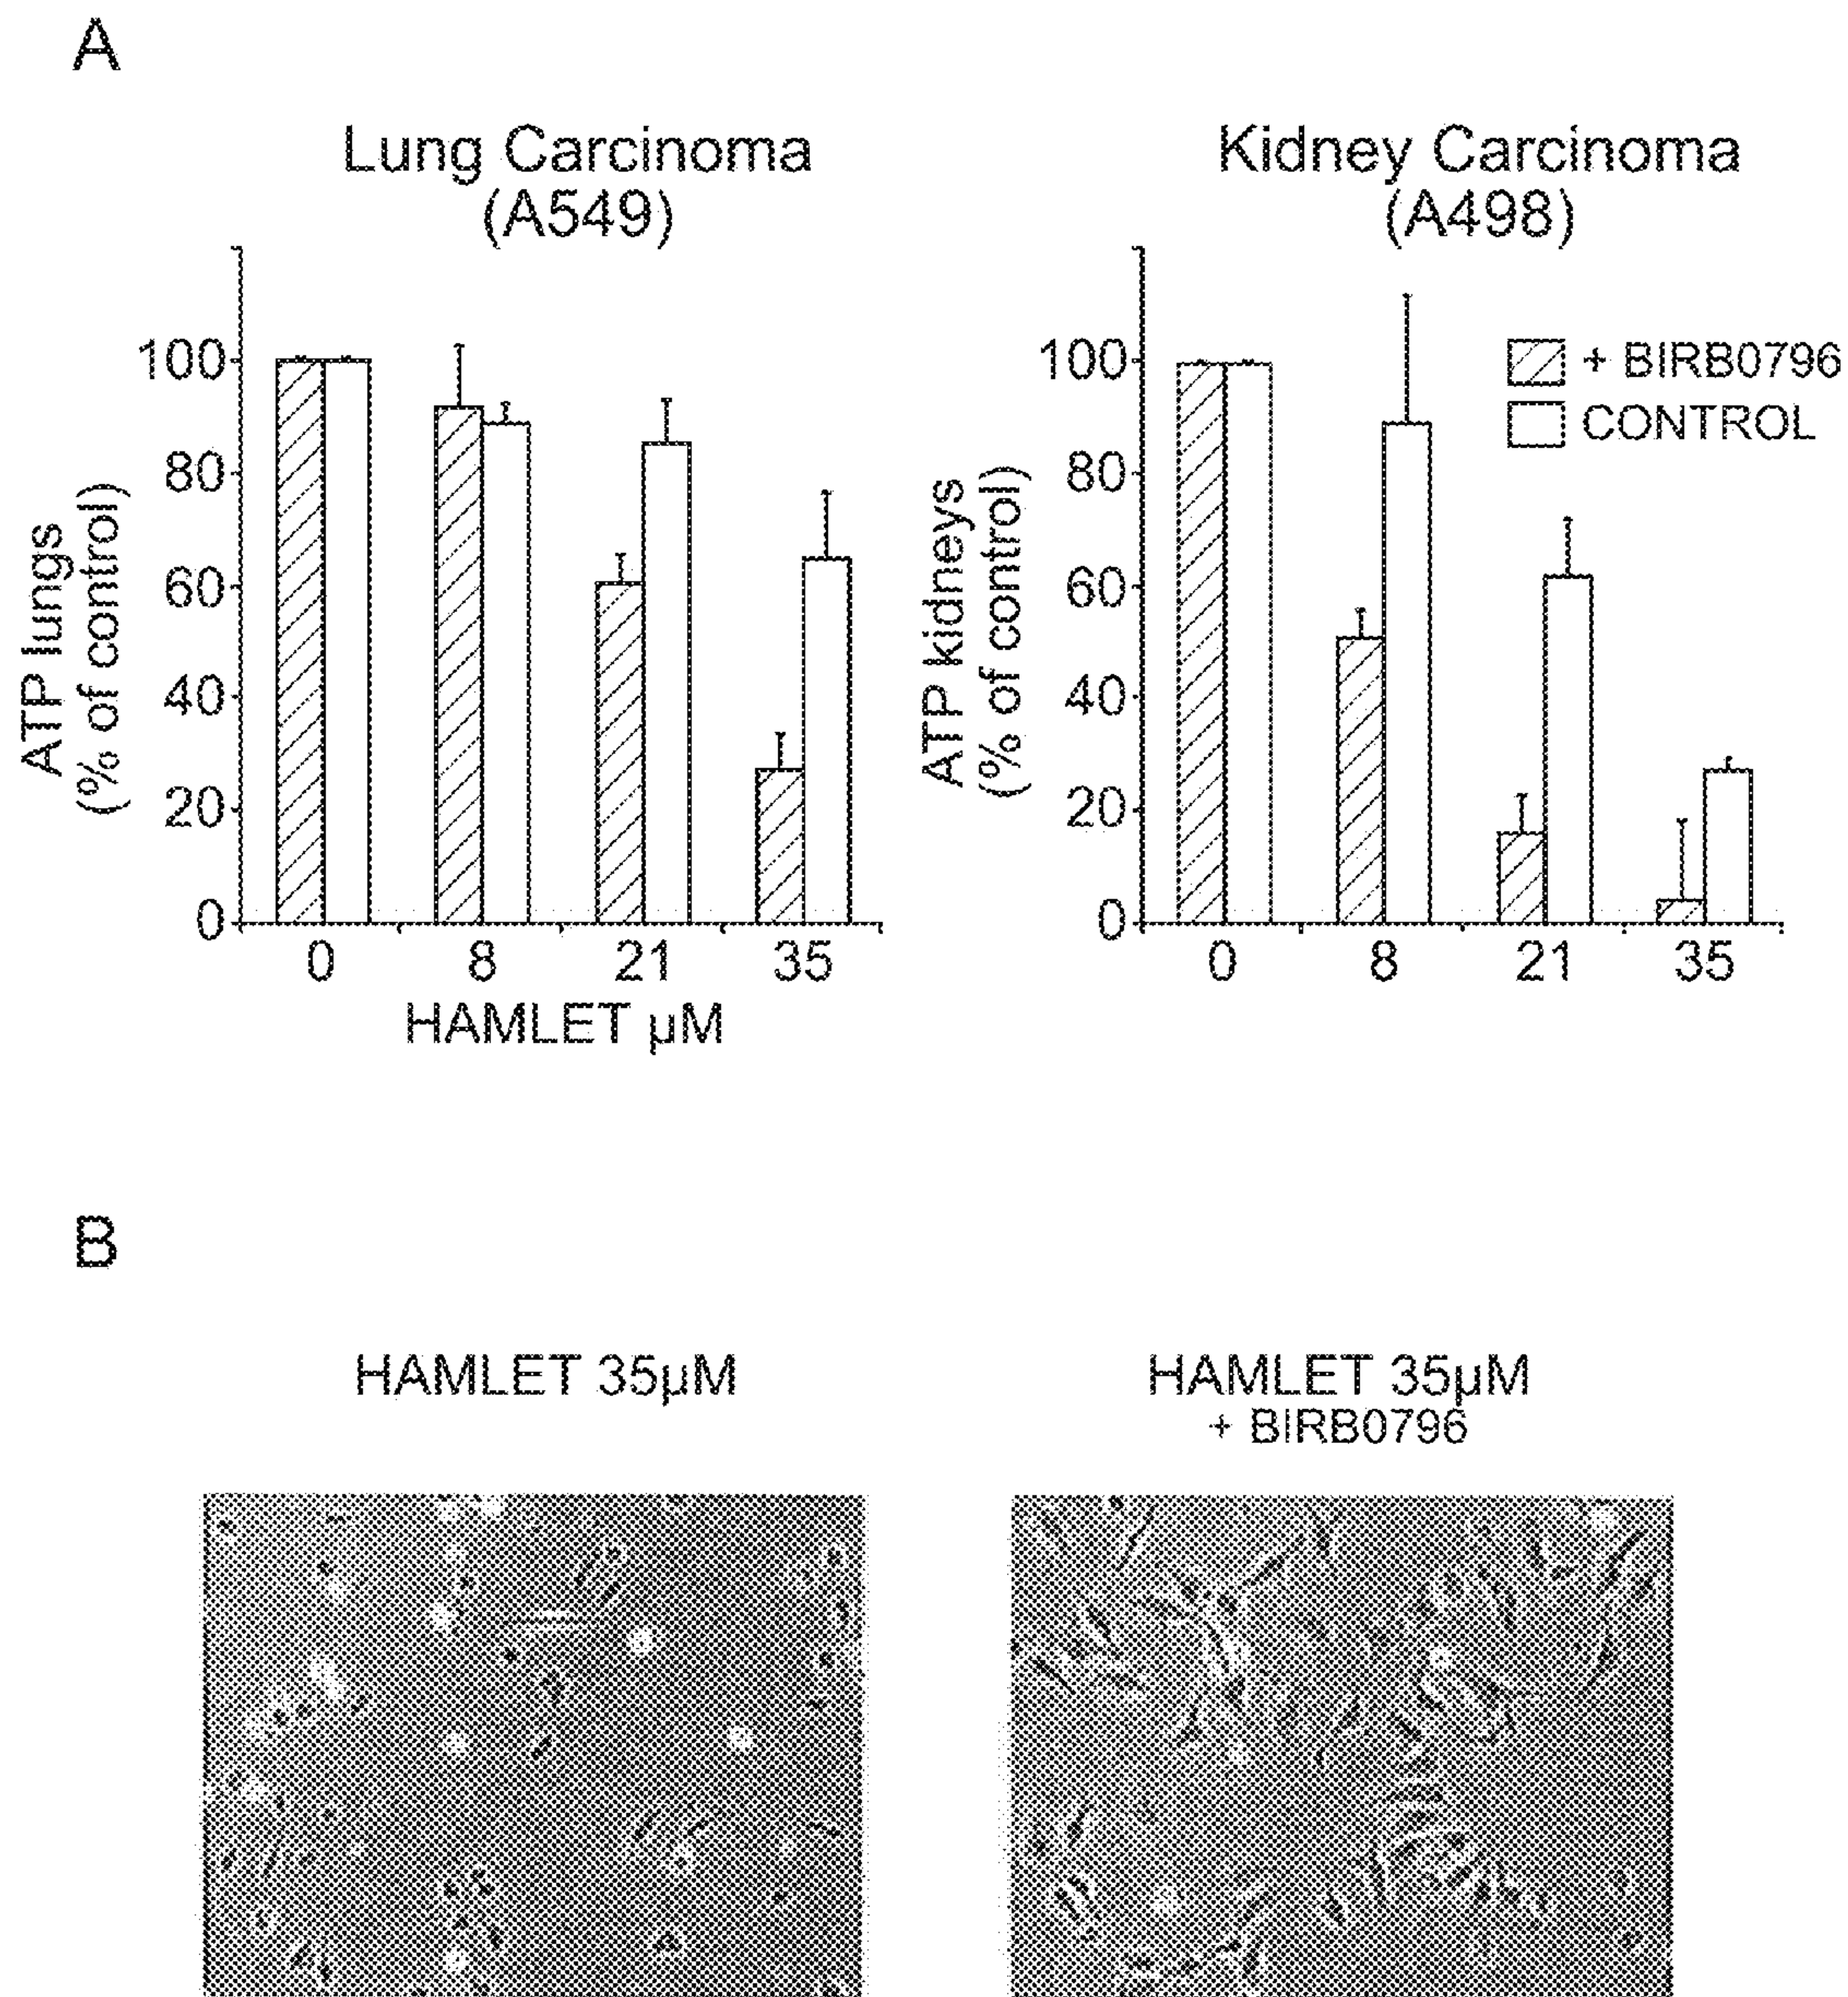 A
Lung Carcinoma
(A549)
ATP lungs
(% of control)
100
80
60
40
20
0
0 8 21 35
HAMLET µM
Kidney Carcinoma
(A498)
ATP kidneys
(% of control)
100
80
60
40
20
0
0 8 21 35
+ BIRB0796
CONTROL
B
HAMLET 35µM
HAMLET 35µM
+ BIRB0796